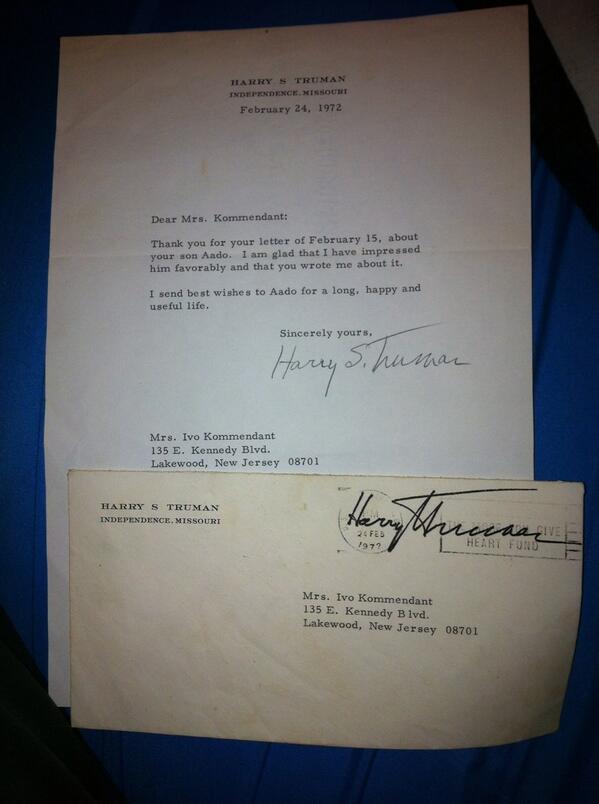 HARRY S TRUMAN
INDEPENDENCE, MISSOURI
February 24, 1972
Dear Mrs. Kommendant:
Thank you for your letter of February 15, about
your son Aado. I am glad that I have impressed
him favorably and that you wrote me about it.
I send best wishes to Aado for a long, happy and
useful life.
Sincerely yours,
Harry S. Truman
Mrs. Ivo Kommendant
135 E. Kennedy Blvd.
Lakewood, New Jersey 08701
HARRY S TRUMAN
INDEPENDENCE, MISSOURI
Harry S Truman
24 FEB
1972
GIVE
HEART FUND
Mrs. Ivo Kommendant
135 E. Kennedy Blvd.
Lakewood, New Jersey 08701